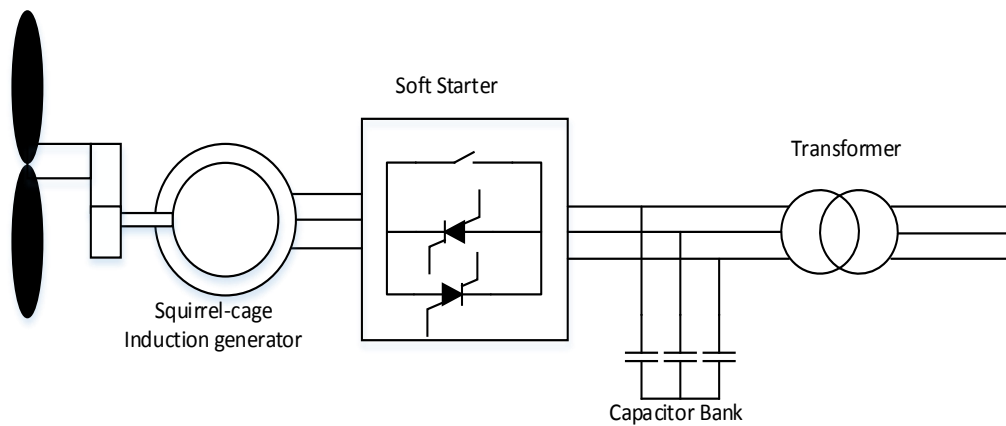 Soft Starter
Transformer
Squirrel-cage
Induction generator
Capacitor Bank